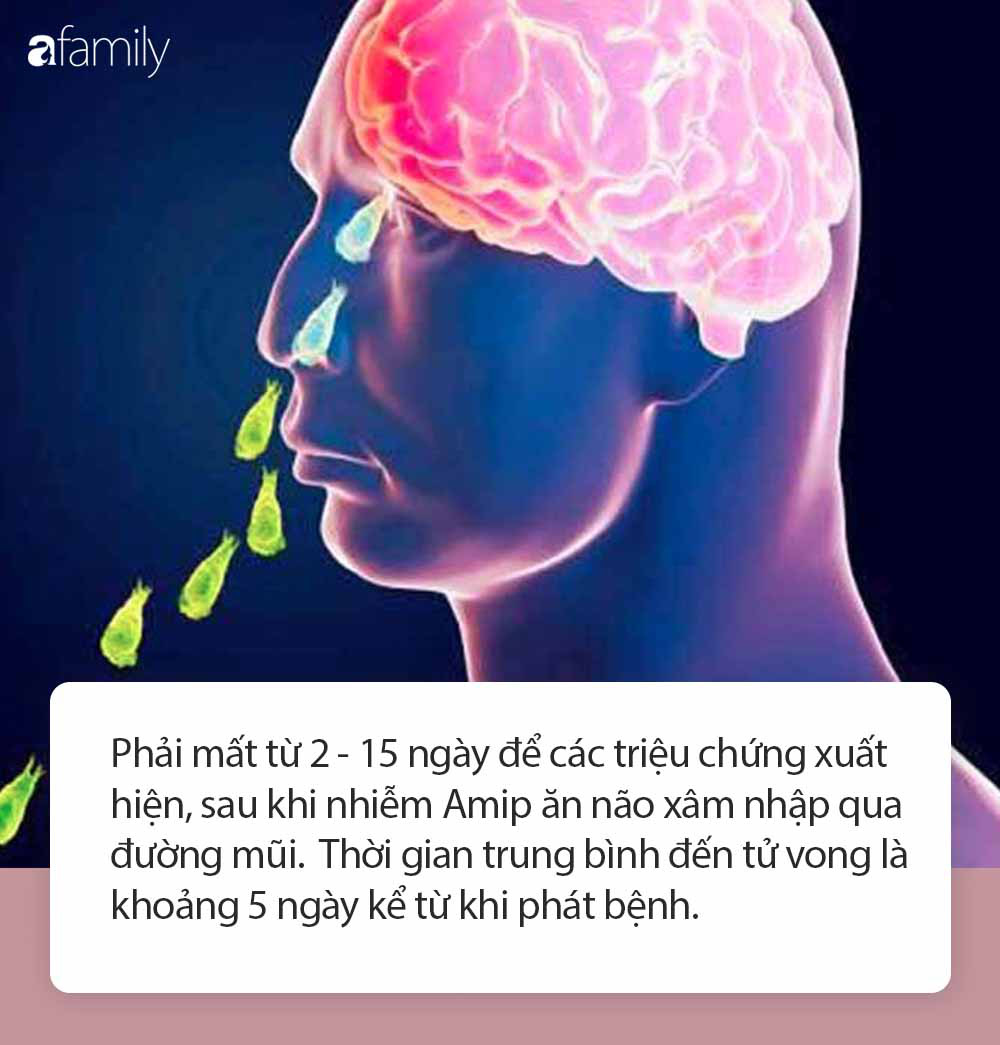 afamily
Phải mất từ 2 - 15 ngày để các triệu chứng xuất
hiện, sau khi nhiễm Amip ăn não xâm nhập qua
đường mũi. Thời gian trung bình đến tử vong là
khoảng 5 ngày kể từ khi phát bệnh.